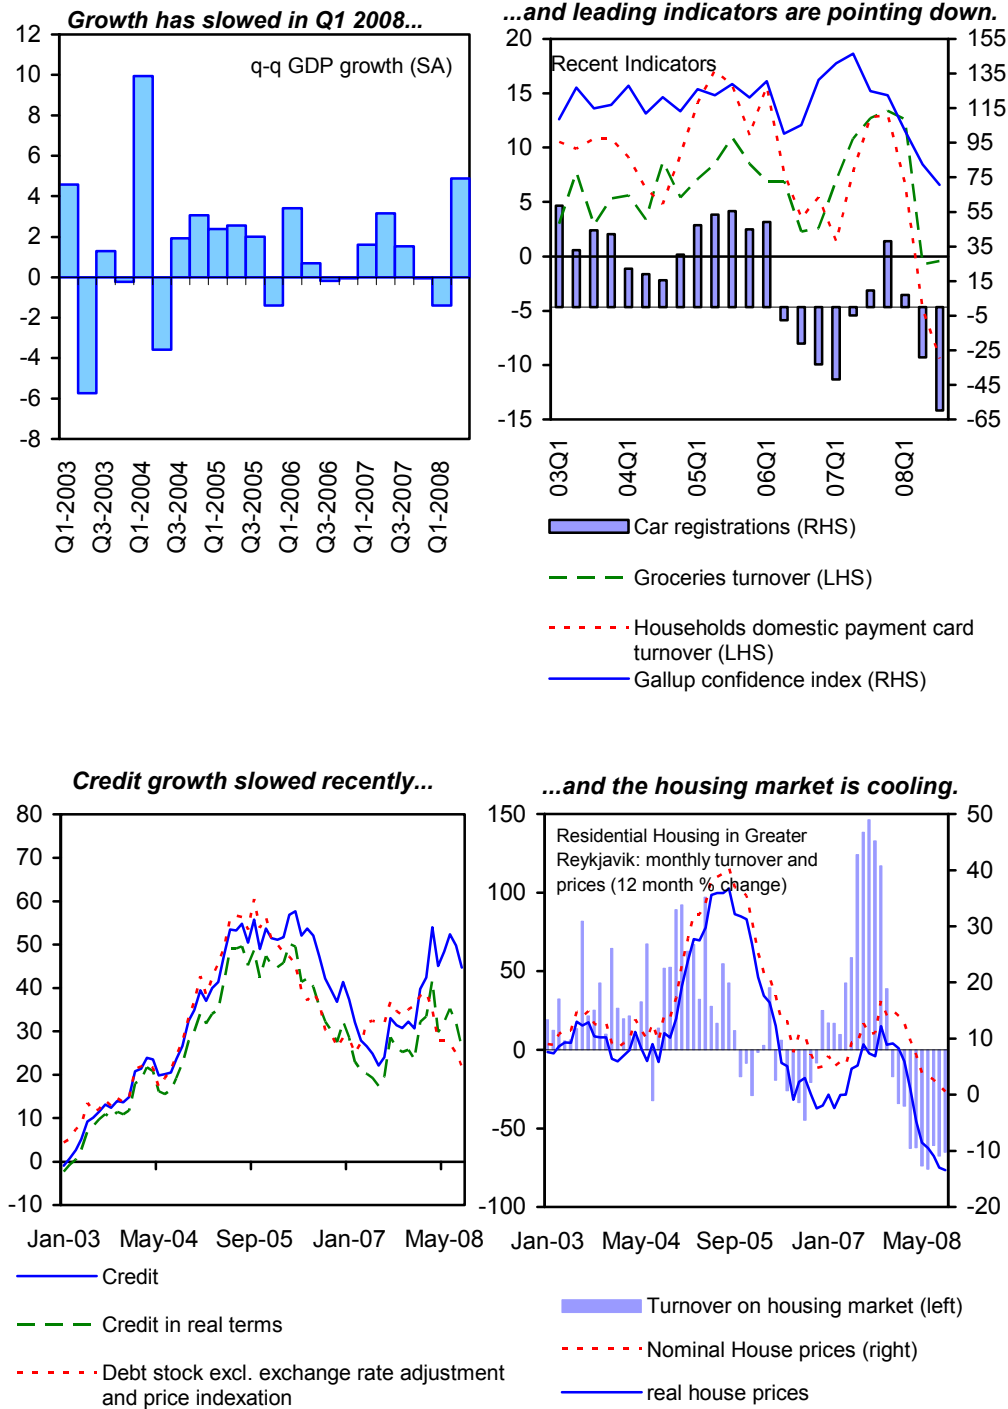 Growth has slowed in Q1 2008...
12
10
8
6
4
2
0
-2
-4
-6
-8
q-q GDP growth (SA)
Q1-2003
Q3-2003
Q1-2004
Q3-2004
Q1-2005
Q3-2005
Q1-2006
Q3-2006
Q1-2007
Q3-2007
Q1-2008
...and leading indicators are pointing down.
20
15
10
5
0
-5
-10
-15
Recent Indicators
155
135
115
95
75
55
35
15
-5
-25
-45
-65
03Q1
04Q1
05Q1
06Q1
07Q1
08Q1
Car registrations (RHS)
Groceries turnover (LHS)
Households domestic payment card
turnover (LHS)
Gallup confidence index (RHS)
Credit growth slowed recently...
80
70
60
50
40
30
20
10
0
-10
Jan-03 May-04 Sep-05 Jan-07 May-08
Credit
Credit in real terms
Debt stock excl. exchange rate adjustment
and price indexation
...and the housing market is cooling.
150
100
50
0
-50
-100
Residential Housing in Greater
Reykjavik: monthly turnover and
prices (12 month % change)
50
40
30
20
10
0
-10
-20
Jan-03 May-04 Sep-05 Jan-07 May-08
Turnover on housing market (left)
Nominal House prices (right)
real house prices